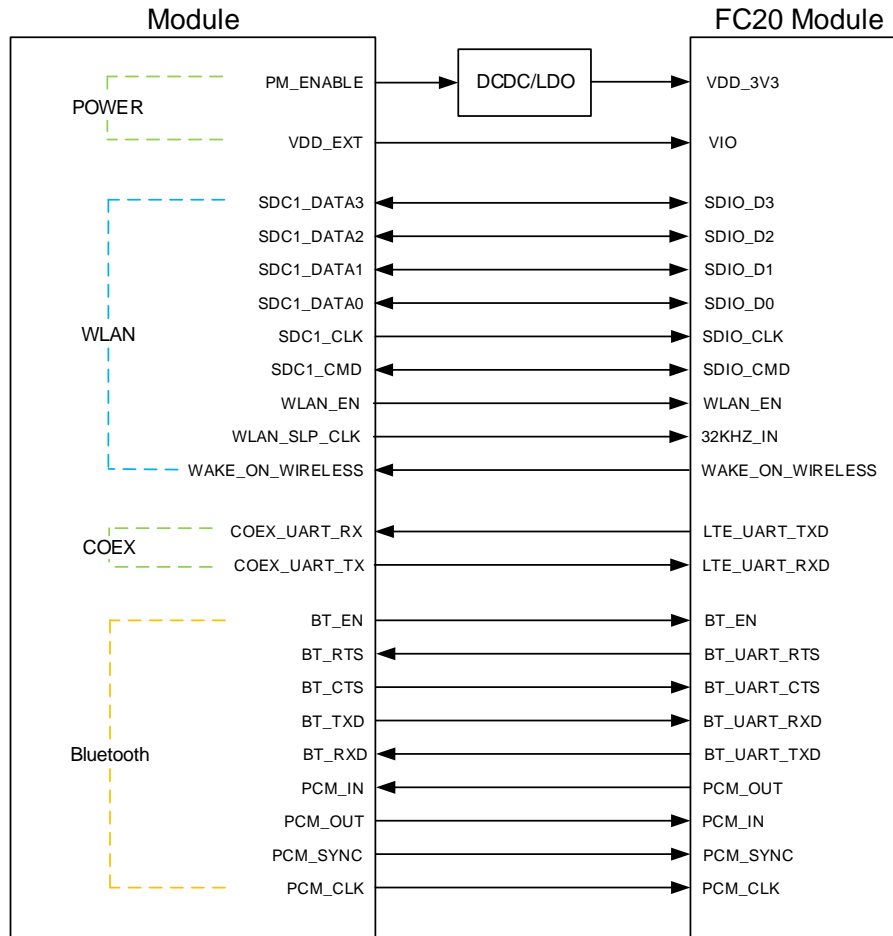 Module FC20 Module
PM_ENABLE DCDC/LDO VDD_3V3
POWER
VDD_EXT VIO
SDC1_DATA3 SDIO_D3
SDC1_DATA2 SDIO_D2
SDC1_DATA1 SDIO_D1
SDC1_DATA0 SDIO_D0
WLAN SDC1_CLK SDIO_CLK
SDC1_CMD SDIO_CMD
WLAN_EN WLAN_EN
WLAN_SLP_CLK 32KHZ_IN
WAKE_ON_WIRELESS WAKE_ON_WIRELESS
COEX_UART_RX LTE_UART_TXD
COEX
COEX_UART_TX LTE_UART_RXD
BT_EN BT_EN
BT_RTS BT_UART_RTS
BT_CTS BT_UART_CTS
BT_TXD BT_UART_RXD
Bluetooth BT_RXD BT_UART_TXD
PCM_IN PCM_OUT
PCM_OUT PCM_IN
PCM_SYNC PCM_SYNC
PCM_CLK PCM_CLK